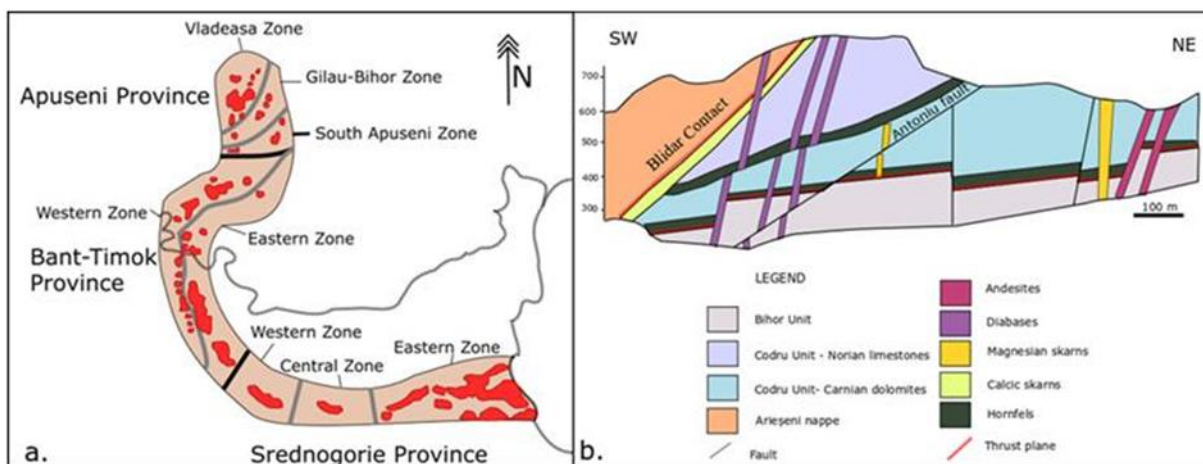 Vladeasa Zone
Gilau-Bihor Zone
Apuseni Province
South Apuseni Zone
N
Western Zone
Eastern Zone
Bant-Timok
Province
Western Zone
Central Zone
Eastern Zone
Srednogorie Province
a.
SW
NE
700
600
500
400
300
Blidar Contact
Antoniu fault
100 m
LEGEND
Bihor Unit
Codru Unit - Norian limestones
Codru Unit- Carnian dolomites
Arieșeni nappe
Fault
Andesites
Diabases
Magnesian skarns
Calcic skarns
Hornfels
Thrust plane
b.